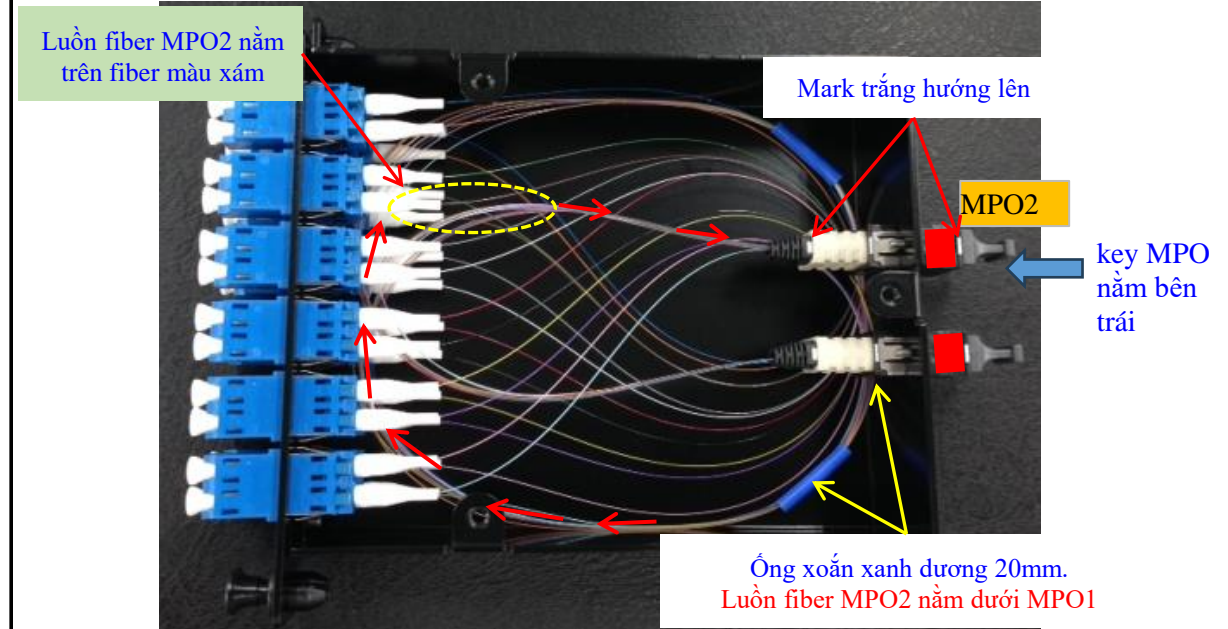 Luồn fiber MPO2 nằm
trên fiber màu xám
Mark trắng hướng lên
MPO2
key MPO
nằm bên
trái
Ống xoắn xanh dương 20mm.
Luồn fiber MPO2 nằm dưới MPO1